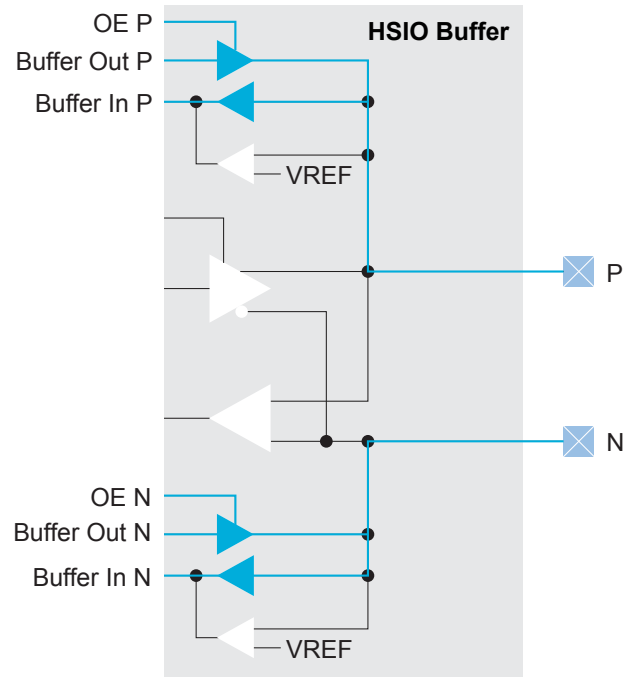 OE P
HSIO Buffer
Buffer Out P
Buffer In P
VREF
P
N
OE N
Buffer Out N
Buffer In N
VREF